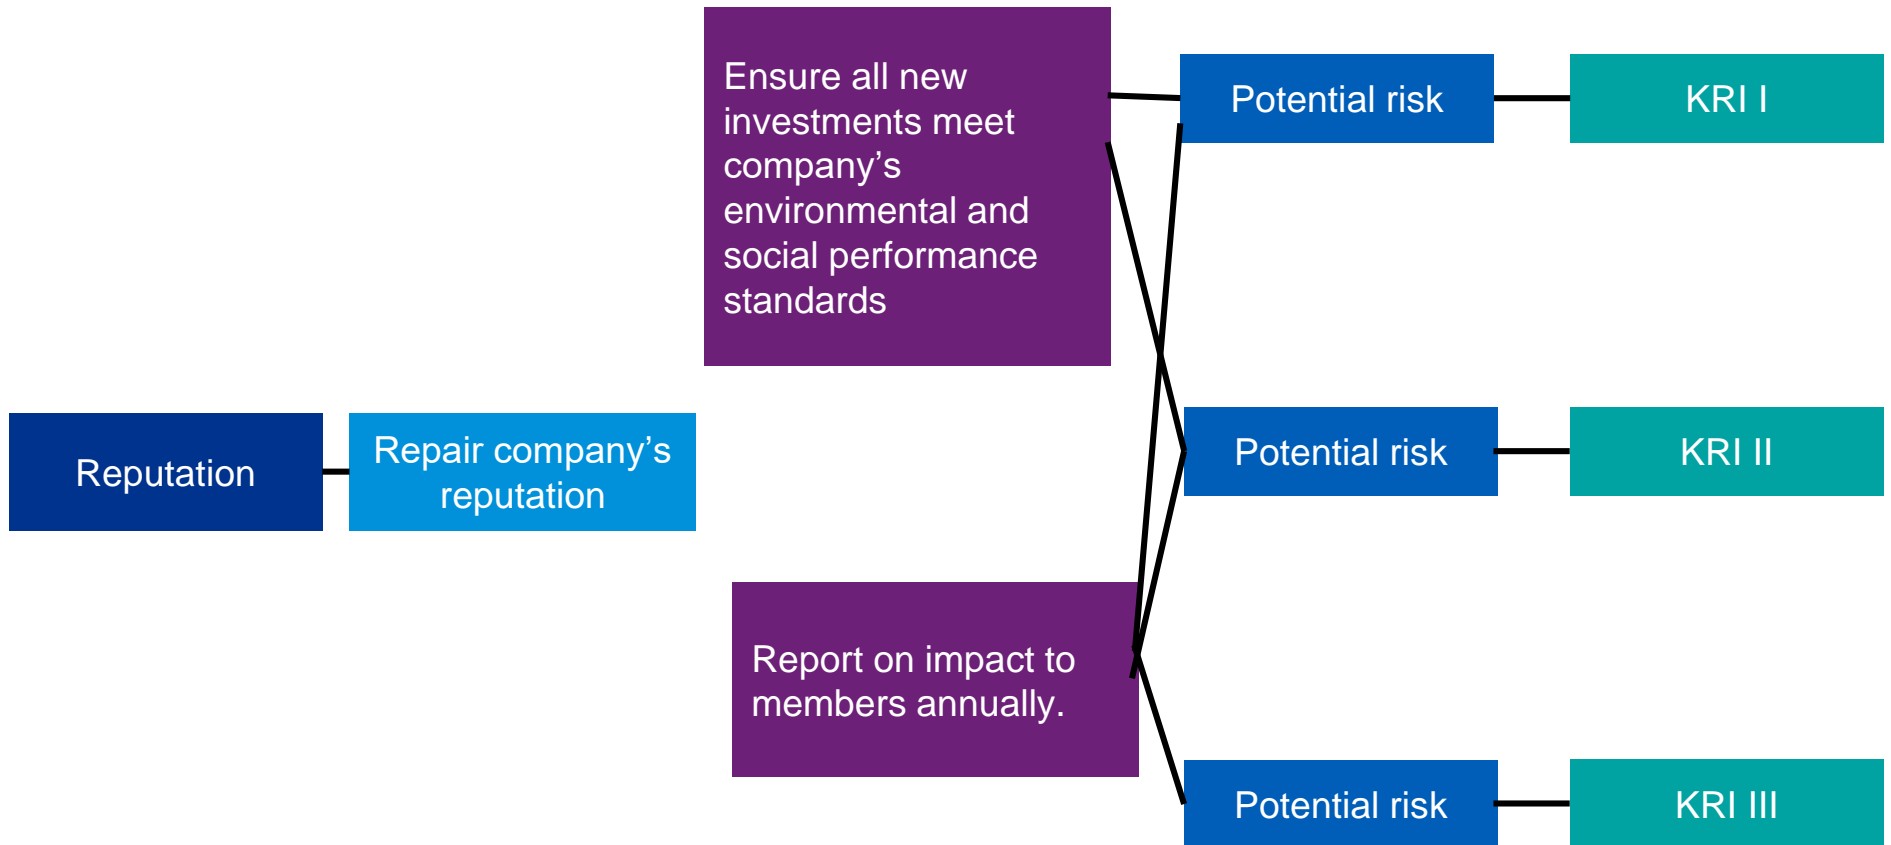 Reputation
Repair company’s
reputation
Ensure all new
investments meet
company’s
environmental and
social performance
standards
Report on impact to
members annually.
Potential risk
KRI I
Potential risk
KRI II
Potential risk
KRI III